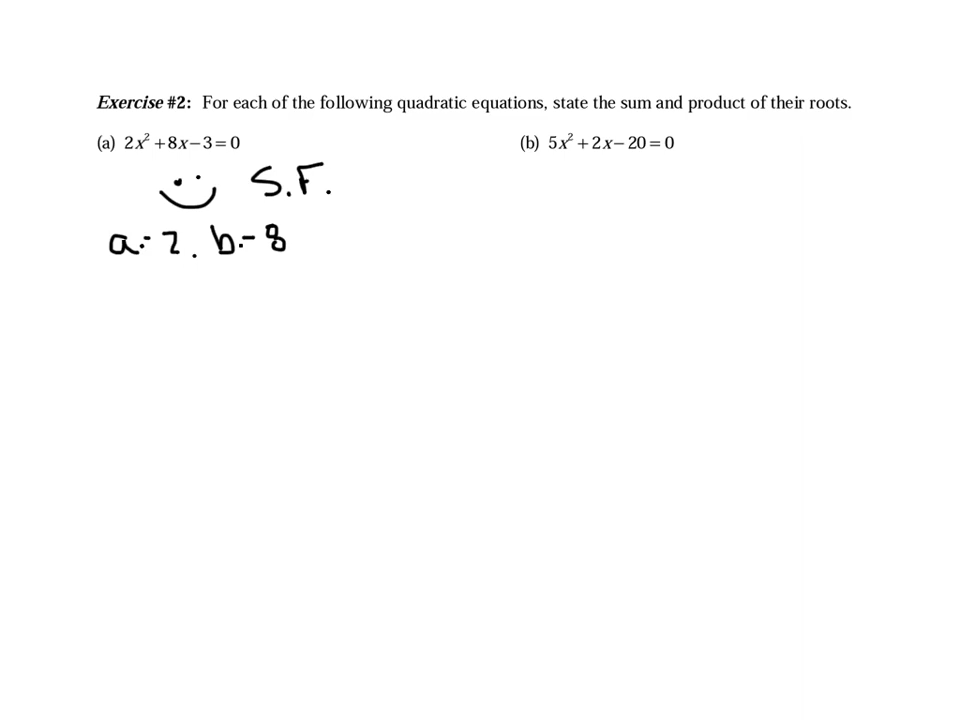 Exercise #2: For each of the following quadratic equations, state the sum and product of their roots.
(a) 2x² + 8x − 3 = 0
(b) 5x² + 2x − 20 = 0
S.F.
a = 2. b = 8